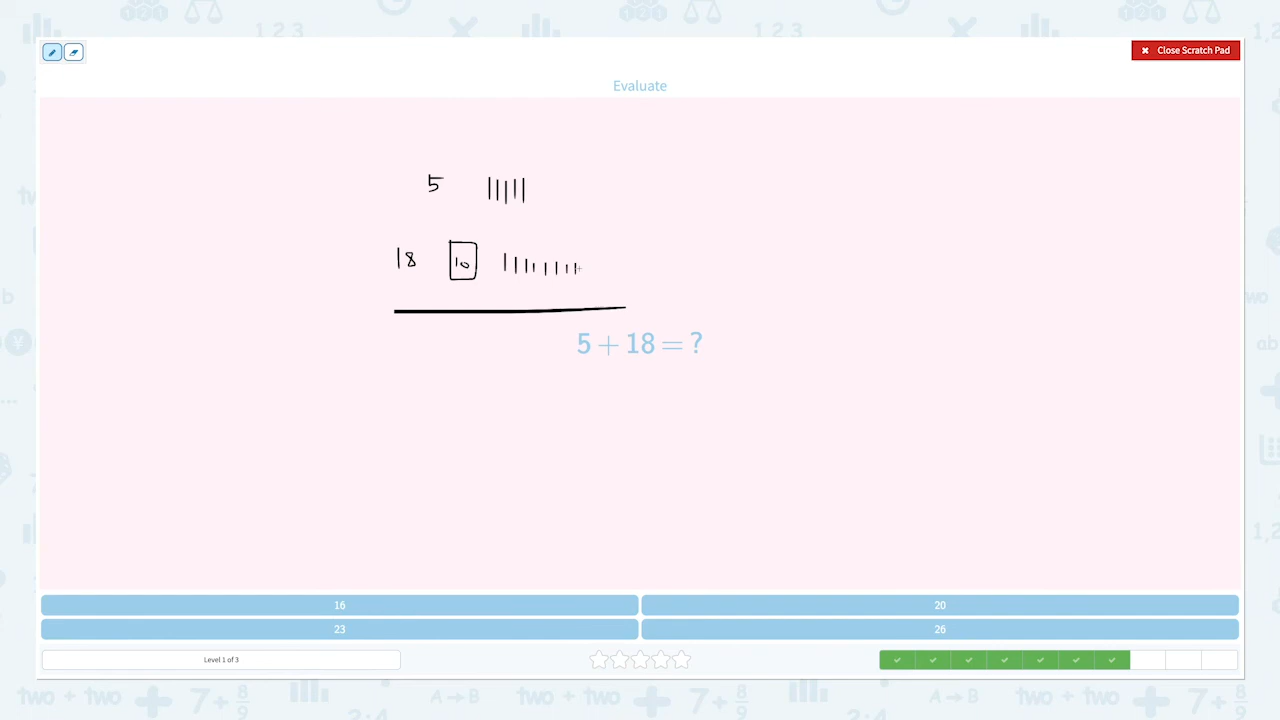 Close Scratch Pad
Evaluate
5
18 10
5 + 18 = ?
16
20
23
26
Level 1 of 3